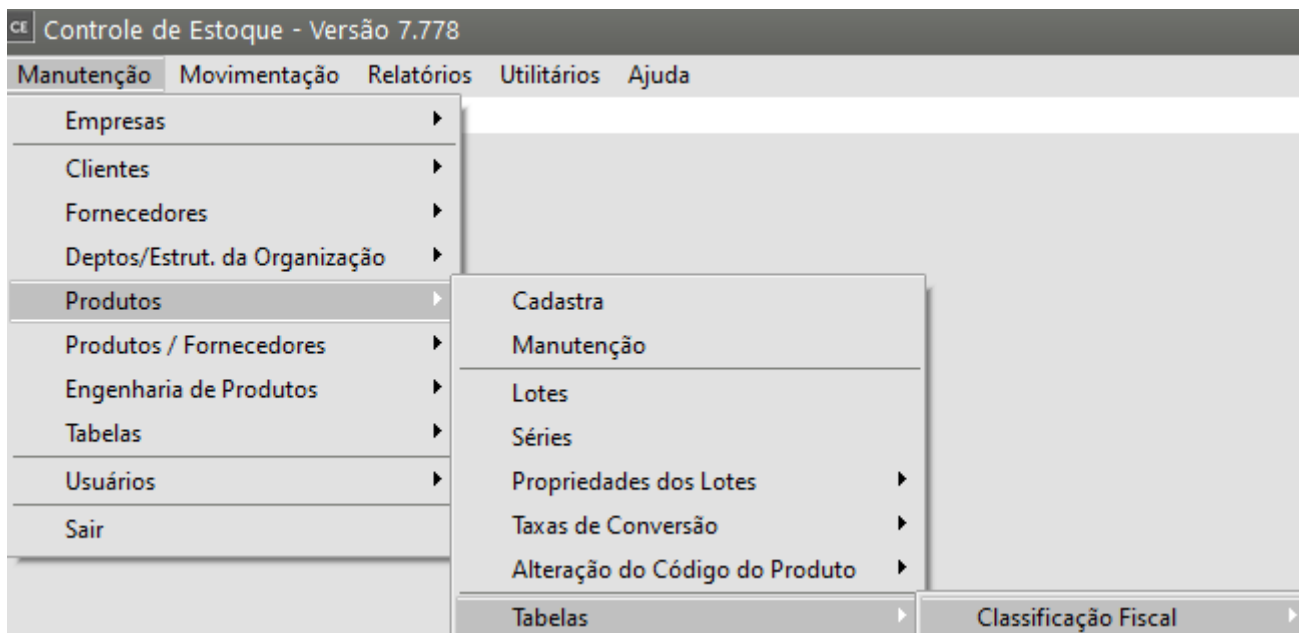 CE Controle de Estoque - Versão 7.778
Manutenção Movimentação Relatórios Utilitários Ajuda
Empresas
Clientes
Fornecedores
Deptos/Estrut. da Organização
Produtos
Produtos / Fornecedores
Engenharia de Produtos
Tabelas
Usuários
Sair
Cadastra
Manutenção
Lotes
Séries
Propriedades dos Lotes
Taxas de Conversão
Alteração do Código do Produto
Tabelas
Classificação Fiscal